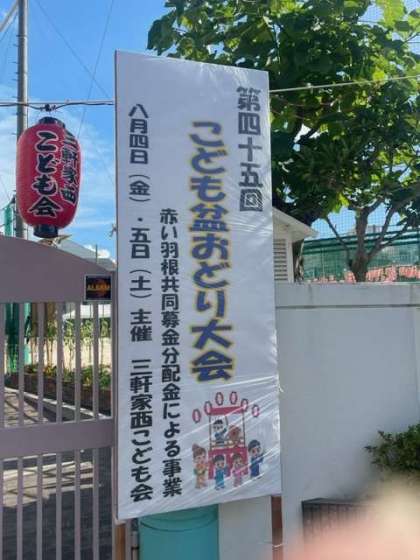 第四十五回
こども盆おどり大会
赤い羽根共同募金分配金による事業
八月四日（金）・五日（土）主催　三軒家西こども会
三軒家西
こども会
ALARM